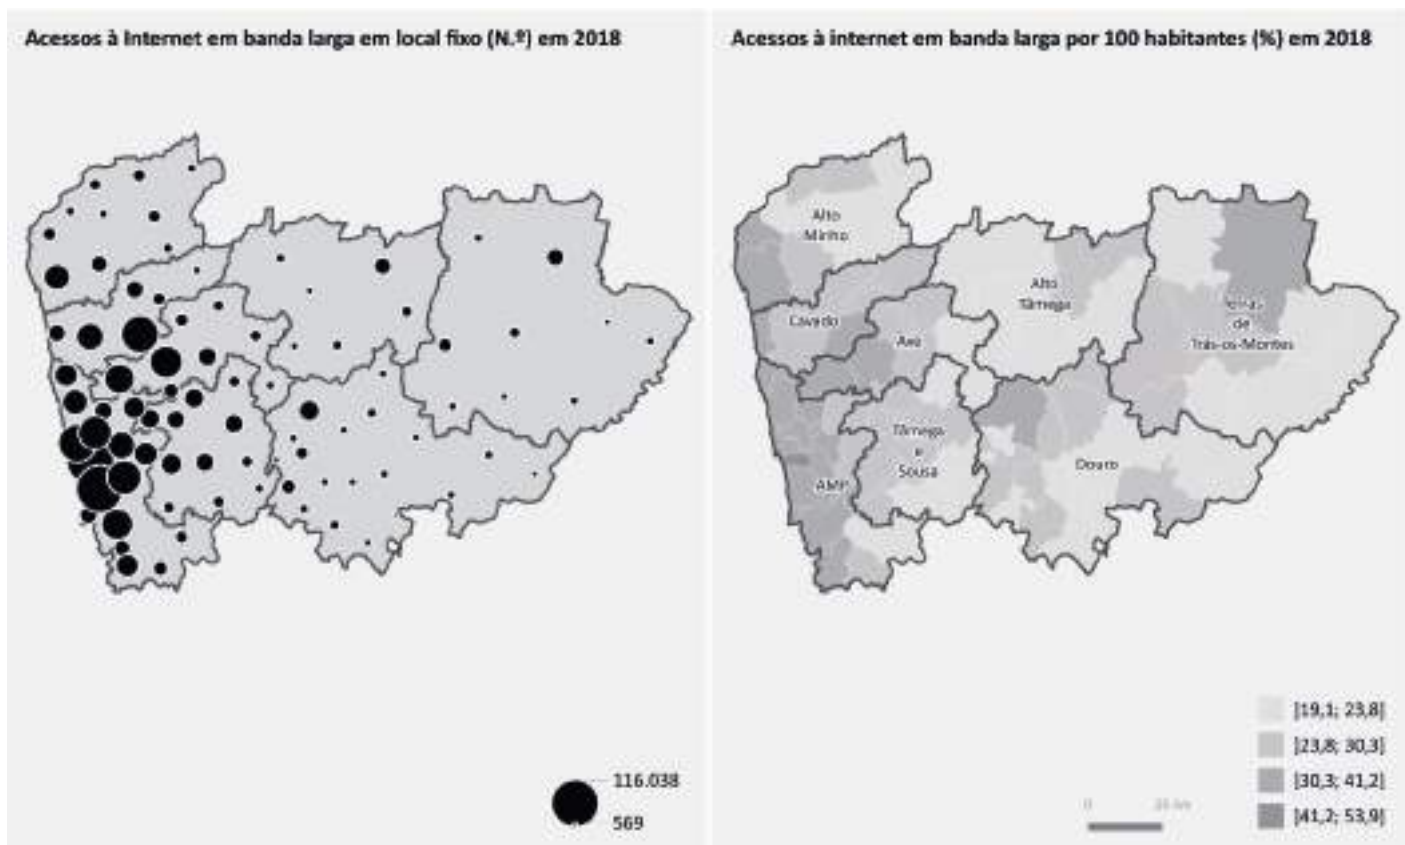 Acessos à Internet em banda larga em local fixo (N.º) em 2018
116.038
569
Acessos à internet em banda larga por 100 habitantes (%) em 2018
Alto
Minho
Alto
Tâmega
Terras
de
Trás-os-Montes
Cávado
Ave
Tâmega
e
Sousa
Douro
AMP
]19,1; 23,8]
]23,8; 30,3]
]30,3; 41,2]
]41,2; 53,9]
0